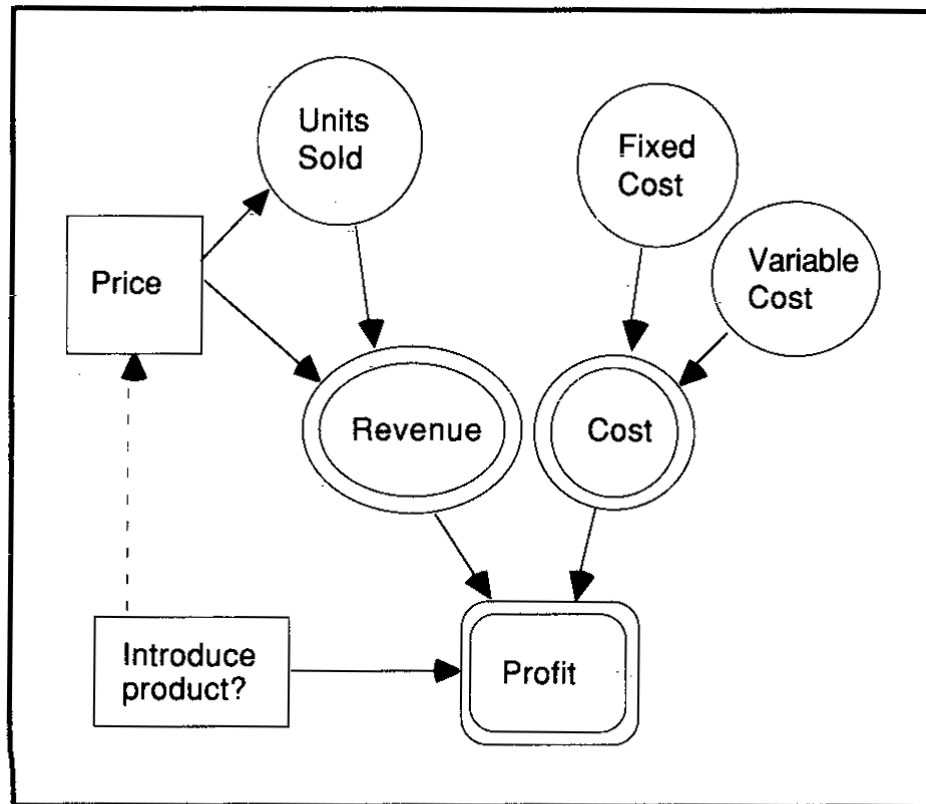 Units
Sold
Fixed
Cost
Price
Variable
Cost
Revenue
Cost
Introduce
product?
Profit